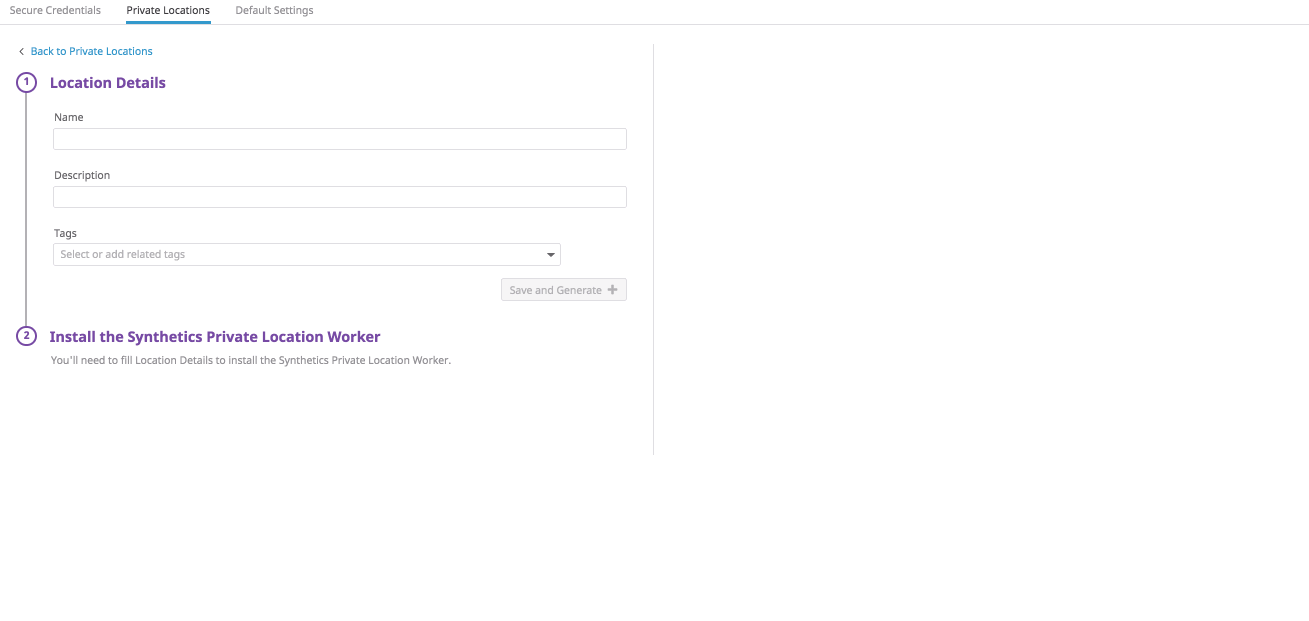 Secure Credentials Private Locations Default Settings
Back to Private Locations
1 Location Details
Name
Description
Tags
Select or add related tags
Save and Generate
2 Install the Synthetics Private Location Worker
You'll need to fill Location Details to install the Synthetics Private Location Worker.